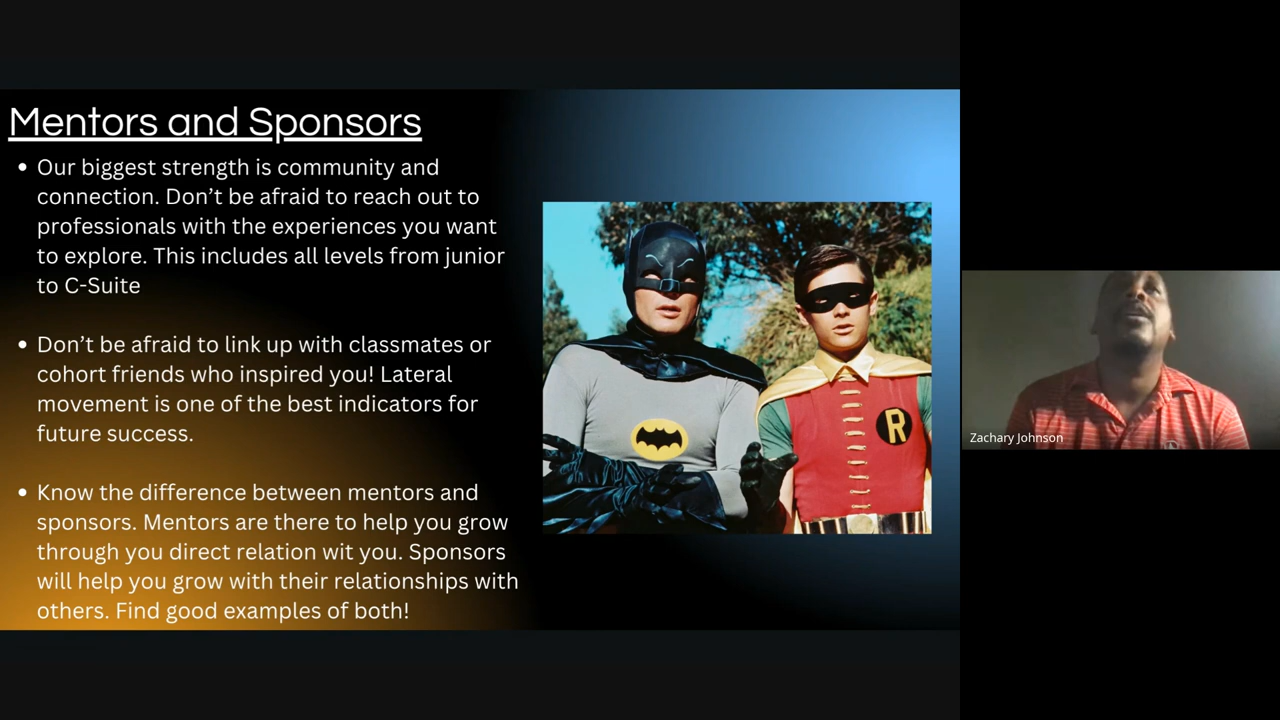 Mentors and Sponsors
• Our biggest strength is community and
connection. Don’t be afraid to reach out to
professionals with the experiences you want
to explore. This includes all levels from junior
to C-Suite
• Don’t be afraid to link up with classmates or
cohort friends who inspired you! Lateral
movement is one of the best indicators for
future success.
• Know the difference between mentors and
sponsors. Mentors are there to help you grow
through you direct relation wit you. Sponsors
will help you grow with their relationships with
others. Find good examples of both!
R
Zachary Johnson